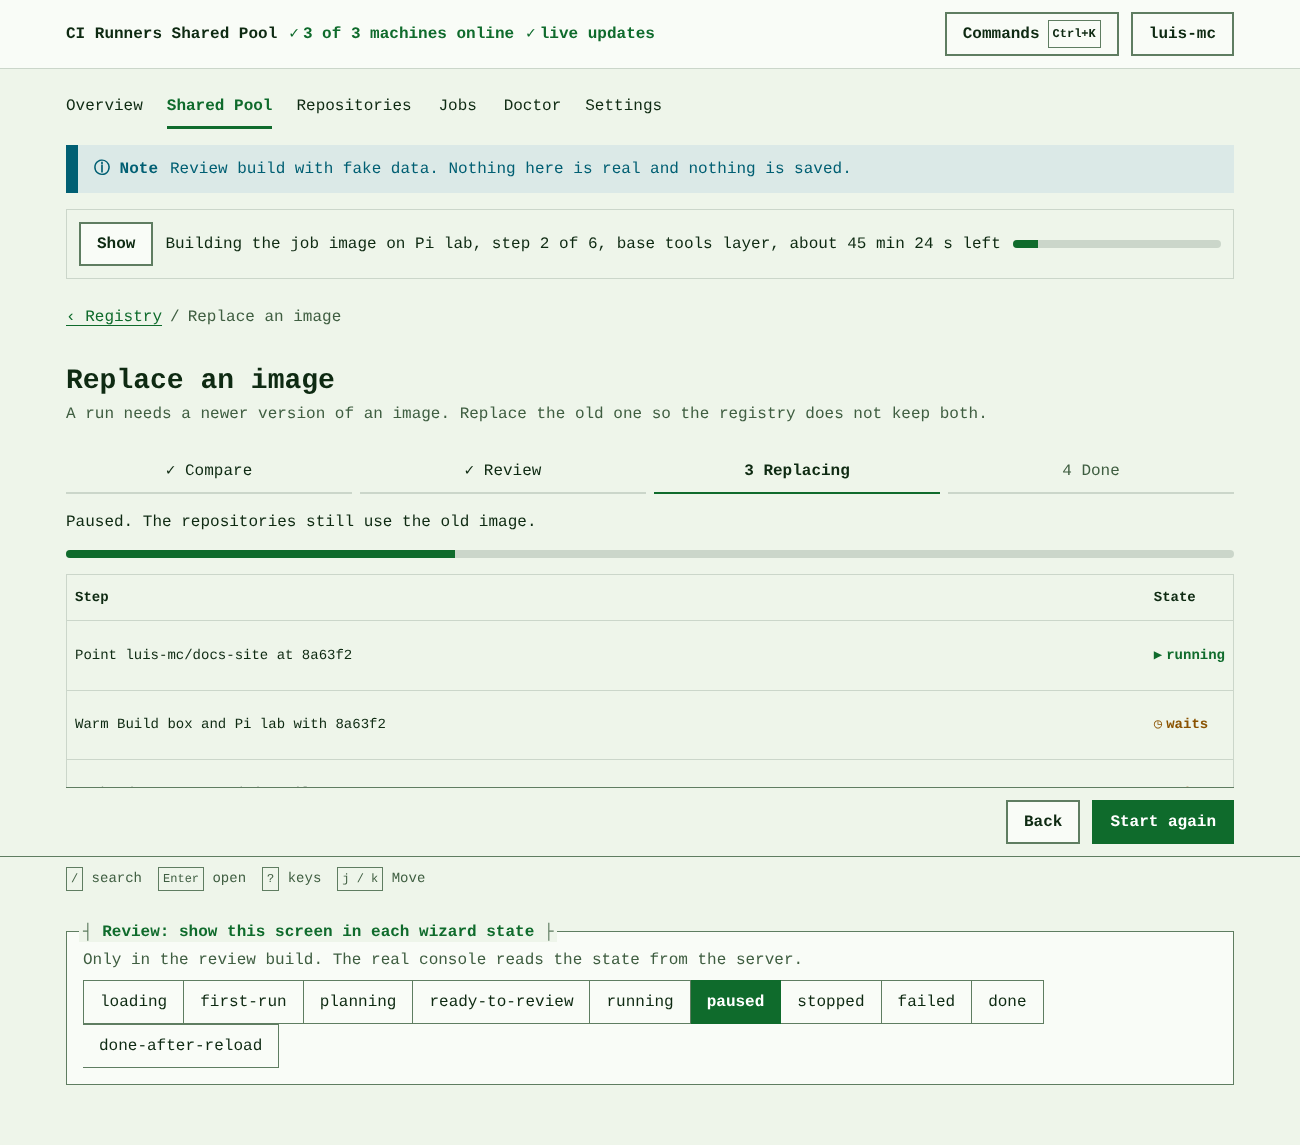 CI Runners Shared Pool ✓ 3 of 3 machines online ✓ live updates Commands Ctrl+K luis-mc
Overview Shared Pool Repositories Jobs Doctor Settings
ⓘ Note Review build with fake data. Nothing here is real and nothing is saved.
Show Building the job image on Pi lab, step 2 of 6, base tools layer, about 45 min 24 s left
‹ Registry / Replace an image
Replace an image
A run needs a newer version of an image. Replace the old one so the registry does not keep both.
✓ Compare ✓ Review 3 Replacing 4 Done
Paused. The repositories still use the old image.
Step State
Point luis-mc/docs-site at 8a63f2 ▶ running
Warm Build box and Pi lab with 8a63f2 ◷ waits
Back Start again
/ search Enter open ? keys j / k Move
Review: show this screen in each wizard state
Only in the review build. The real console reads the state from the server.
loading first-run planning ready-to-review running paused stopped failed done
done-after-reload